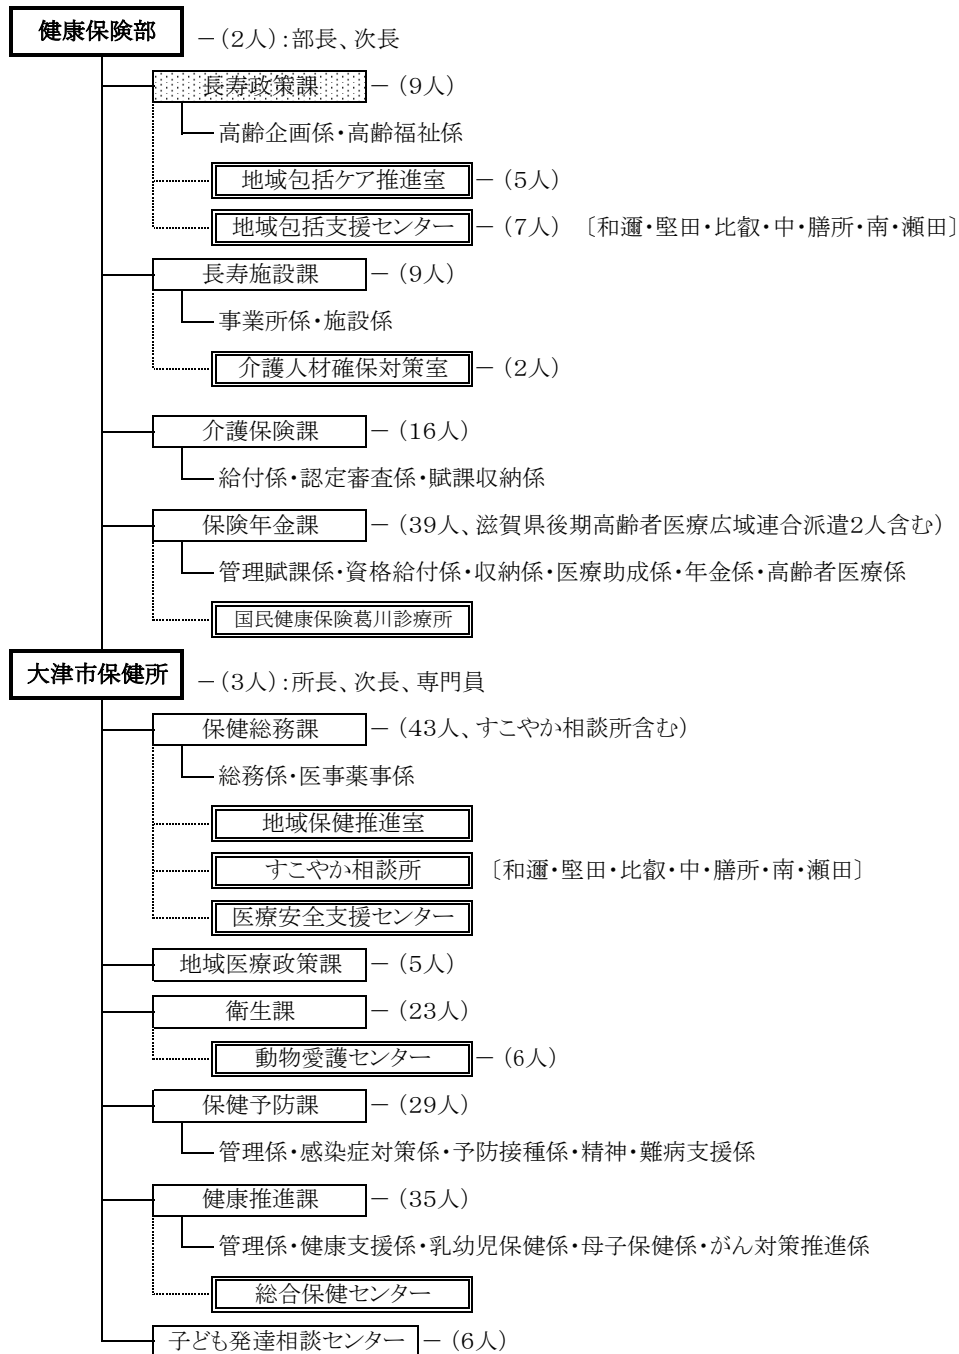 健康保険部 －（2人）：部長、次長
長寿政策課 －（9人）
高齢企画係・高齢福祉係
地域包括ケア推進室 －（5人）
地域包括支援センター －（7人） 〔和邇・堅田・比叡・中・膳所・南・瀬田〕
長寿施設課 －（9人）
事業所係・施設係
介護人材確保対策室 －（2人）
介護保険課 －（16人）
給付係・認定審査係・賦課収納係
保険年金課 －（39人、滋賀県後期高齢者医療広域連合派遣2人含む）
管理賦課係・資格給付係・収納係・医療助成係・年金係・高齢者医療係
国民健康保険葛川診療所
大津市保健所 －（3人）：所長、次長、専門員
保健総務課 －（43人、すこやか相談所含む）
総務係・医事薬事係
地域保健推進室
すこやか相談所 〔和邇・堅田・比叡・中・膳所・南・瀬田〕
医療安全支援センター
地域医療政策課 －（5人）
衛生課 －（23人）
動物愛護センター －（6人）
保健予防課 －（29人）
管理係・感染症対策係・予防接種係・精神・難病支援係
健康推進課 －（35人）
管理係・健康支援係・乳幼児保健係・母子保健係・がん対策推進係
総合保健センター
子ども発達相談センター －（6人）